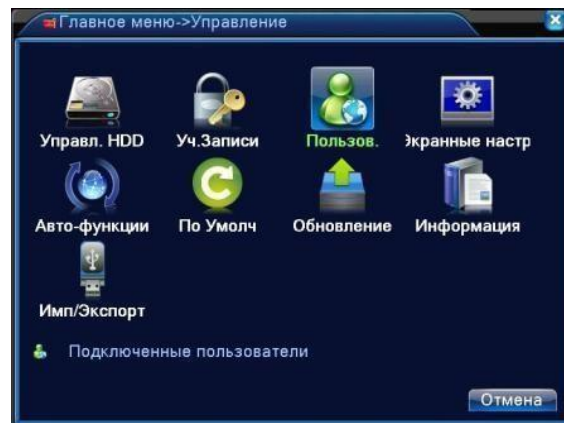 Главное меню->Управление
Управл. HDD Уч.Записи Пользов. Экранные настр
Авто-функции По Умолч Обновление Информация
Имп/Экспорт
Подключенные пользователи
Отмена